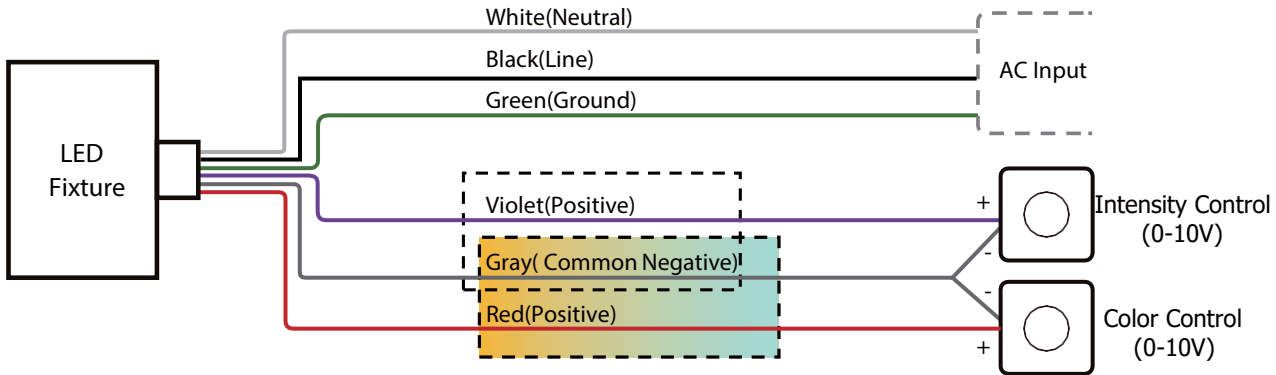 White(Neutral)
Black(Line)
AC Input
Green(Ground)
LED
Fixture
Violet(Positive)
+
Intensity Control
(0-10V)
-
Gray( Common Negative)
-
Red(Positive)
Color Control
(0-10V)
+